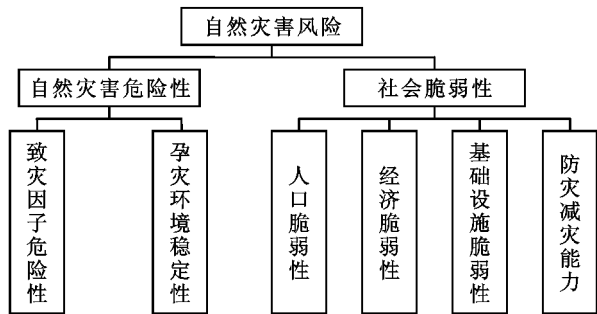 自然灾害风险
自然灾害危险性
社会脆弱性
致灾因子危险性
孕灾环境稳定性
人口脆弱性
经济脆弱性
基础设施脆弱性
防灾减灾能力